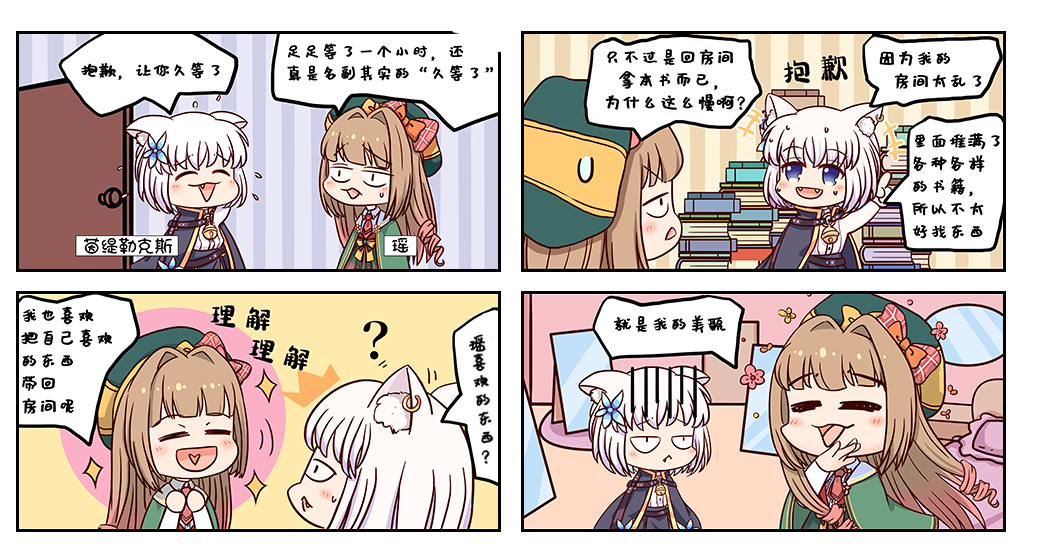 抱歉，让你久等了
足足等了一个小时，还
真是名副其实的“久等了”
茵缇勒克斯
瑶
只不过是回房间
拿本书而已，
为什么这么慢啊？
抱歉
因为我的
房间太乱了
里面堆满了
各种各样
的书籍，
所以不太
好找东西
我也喜欢
把自己喜欢
的东西
带回
房间呢
理解
理解
？
瑶喜欢的东西？
就是我的美貌